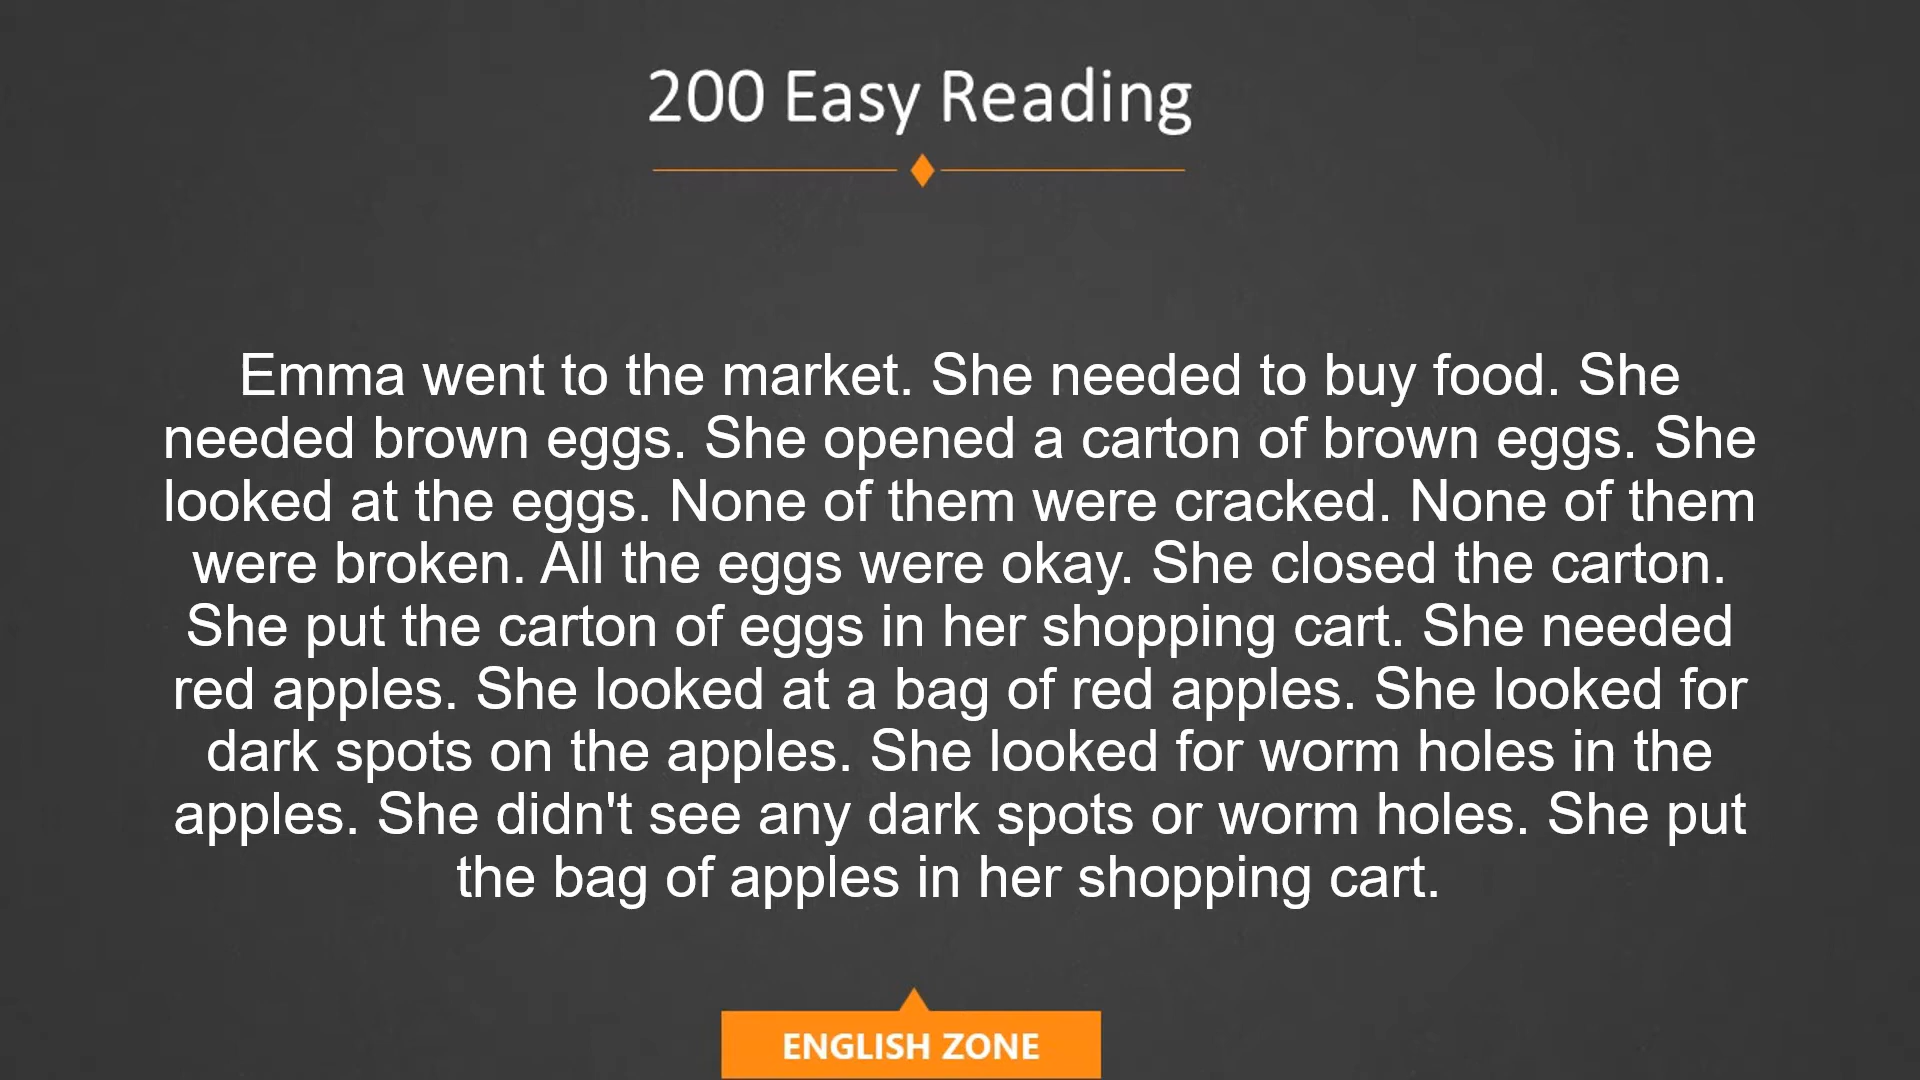 200 Easy Reading
Emma went to the market. She needed to buy food. She
needed brown eggs. She opened a carton of brown eggs. She
looked at the eggs. None of them were cracked. None of them
were broken. All the eggs were okay. She closed the carton.
She put the carton of eggs in her shopping cart. She needed
red apples. She looked at a bag of red apples. She looked for
dark spots on the apples. She looked for worm holes in the
apples. She didn't see any dark spots or worm holes. She put
the bag of apples in her shopping cart.
ENGLISH ZONE